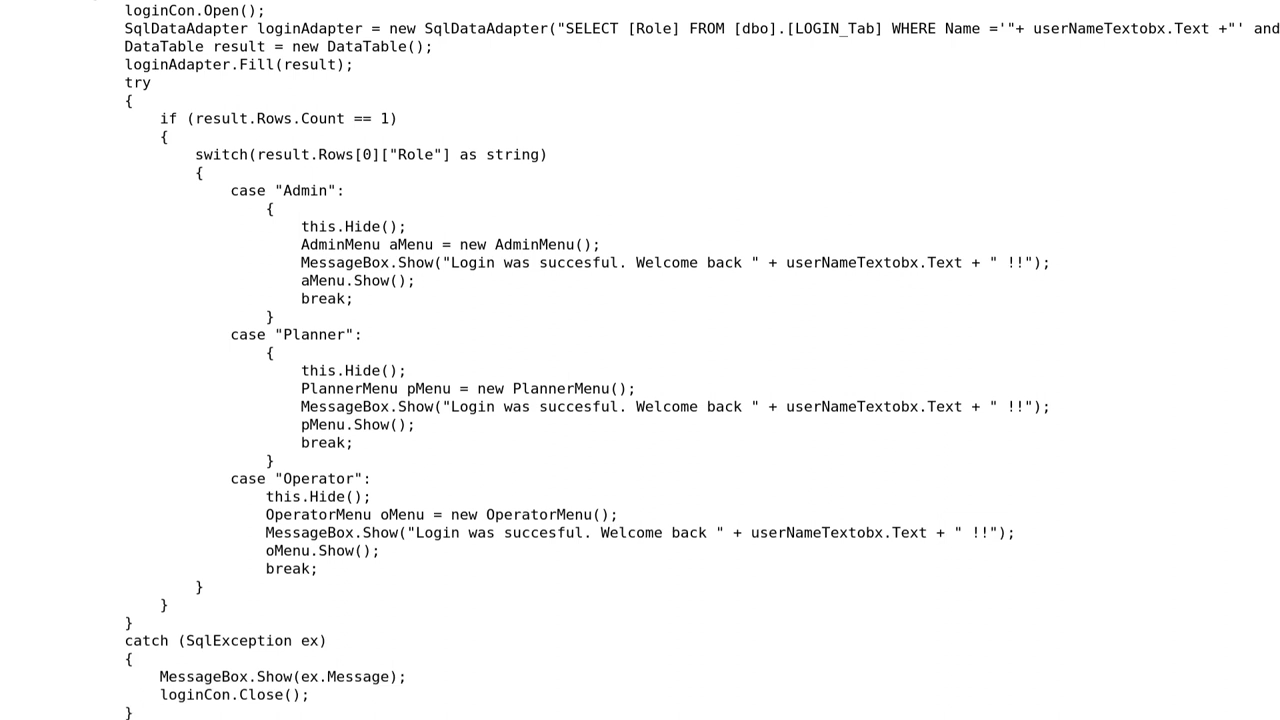 loginCon.Open();
SqlDataAdapter loginAdapter = new SqlDataAdapter("SELECT [Role] FROM [dbo].[LOGIN_Tab] WHERE Name ='"+ userNameTextobx.Text +"' and
DataTable result = new DataTable();
loginAdapter.Fill(result);
try
{
if (result.Rows.Count == 1)
{
switch(result.Rows[0]["Role"] as string)
{
case "Admin":
{
this.Hide();
AdminMenu aMenu = new AdminMenu();
MessageBox.Show("Login was succesful. Welcome back " + userNameTextobx.Text + " !!");
aMenu.Show();
break;
}
case "Planner":
{
this.Hide();
PlannerMenu pMenu = new PlannerMenu();
MessageBox.Show("Login was succesful. Welcome back " + userNameTextobx.Text + " !!");
pMenu.Show();
break;
}
case "Operator":
this.Hide();
OperatorMenu oMenu = new OperatorMenu();
MessageBox.Show("Login was succesful. Welcome back " + userNameTextobx.Text + " !!");
oMenu.Show();
break;
}
}
}
catch (SqlException ex)
{
MessageBox.Show(ex.Message);
loginCon.Close();
}